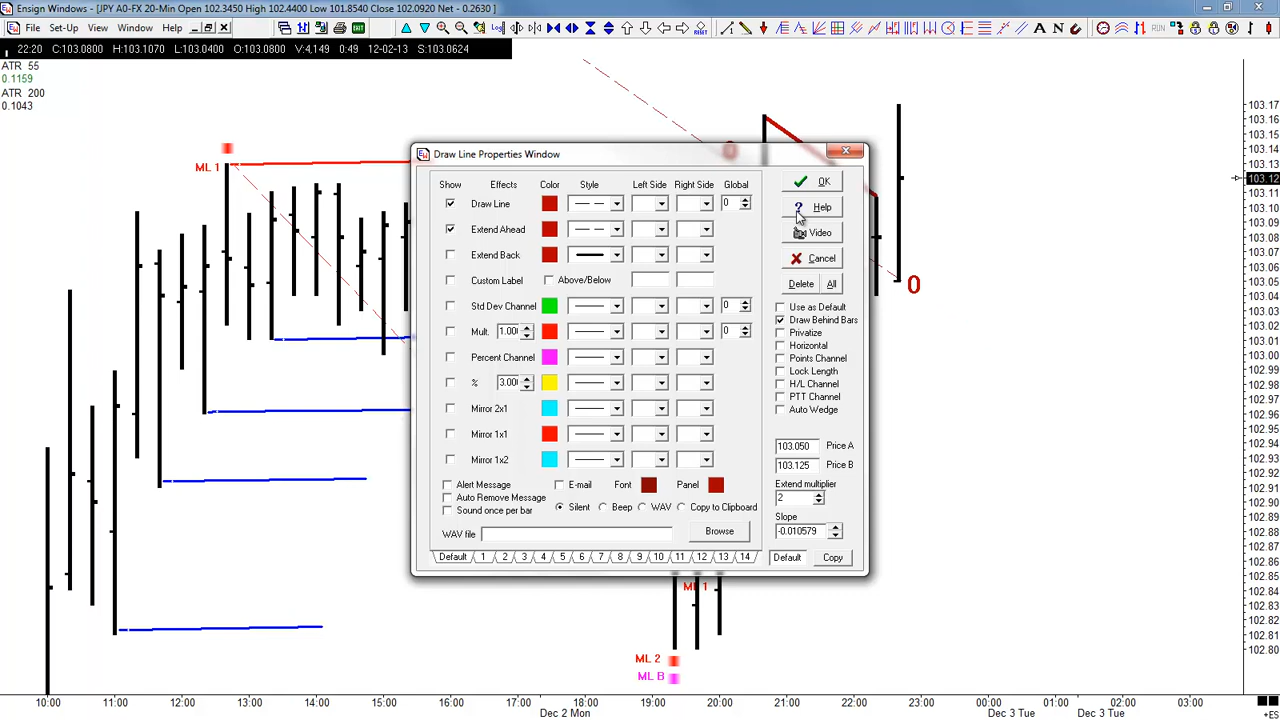 Ensign Windows - [JPY A0-FX 20-Min Open 102.3450 High 102.4400 Low 101.8540 Close 102.0920 Net - 0.2630 ]
File Set-Up View Window Help
22:20 C:103.0800 H:103.1070 L:103.0400 O:103.0800 V:4,149 0:49 12-02-13 S:103.0624
ATR 55
0.1159
ATR 200
0.1043
ML 1
0
0
Draw Line Properties Window
Show Effects Color Style Left Side Right Side Global
Draw Line 0
Extend Ahead
Extend Back
Custom Label Above/Below
Std Dev Channel 0
Mult. 1.00 0
Percent Channel
% 3.00
Mirror 2x1
Mirror 1x1
Mirror 1x2
Alert Message E-mail Font Panel
Auto Remove Message
Sound once per bar Silent Beep WAV Copy to Clipboard
WAV file Browse
Default 1 2 3 4 5 6 7 8 9 10 11 12 13 14
OK
Help
Video
Cancel
Delete All
Use as Default
Draw Behind Bars
Privatize
Horizontal
Points Channel
Lock Length
H/L Channel
PTT Channel
Auto Wedge
103.050 Price A
103.125 Price B
Extend multiplier
2
Slope
-0.010579
Default Copy
ML 1
ML 2
ML B
103.17
103.16
103.15
103.14
103.13
103.12
103.10
103.09
103.08
103.07
103.06
103.05
103.04
103.03
103.02
103.01
103.00
102.99
102.98
102.97
102.96
102.95
102.94
102.93
102.92
102.91
102.90
102.89
102.88
102.87
102.86
102.85
102.84
102.83
102.82
102.81
102.80
10:00 11:00 12:00 13:00 14:00 15:00 16:00 17:00 18:00 19:00 20:00 21:00 22:00 00:00 01:00 02:00 03:00
Dec 2 Mon Dec 3 Tue Dec 3 Tue
+ES